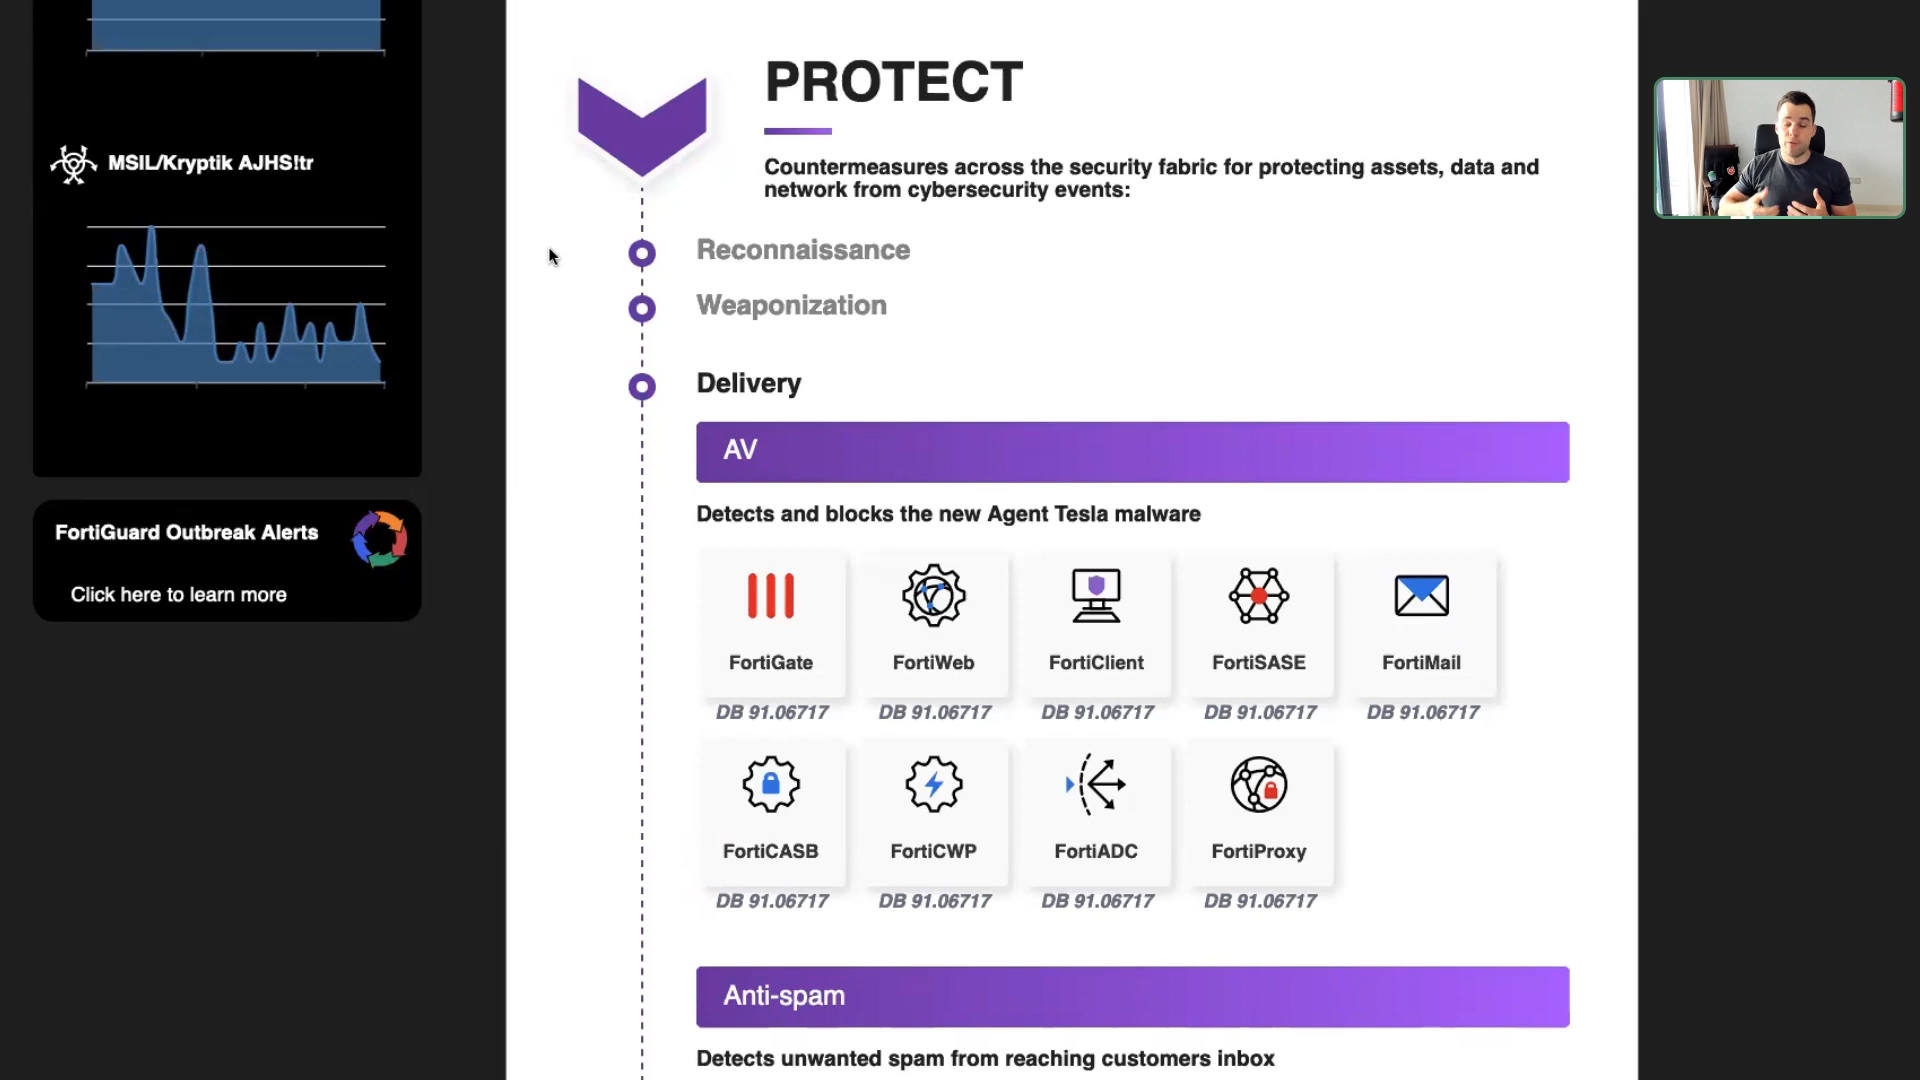 MSIL/Kryptik AJHS!tr
FortiGuard Outbreak Alerts
Click here to learn more
PROTECT
Countermeasures across the security fabric for protecting assets, data and
network from cybersecurity events:
Reconnaissance
Weaponization
Delivery
AV
Detects and blocks the new Agent Tesla malware
FortiGate FortiWeb FortiClient FortiSASE FortiMail
DB 91.06717 DB 91.06717 DB 91.06717 DB 91.06717 DB 91.06717
FortiCASB FortiCWP FortiADC FortiProxy
DB 91.06717 DB 91.06717 DB 91.06717 DB 91.06717
Anti-spam
Detects unwanted spam from reaching customers inbox